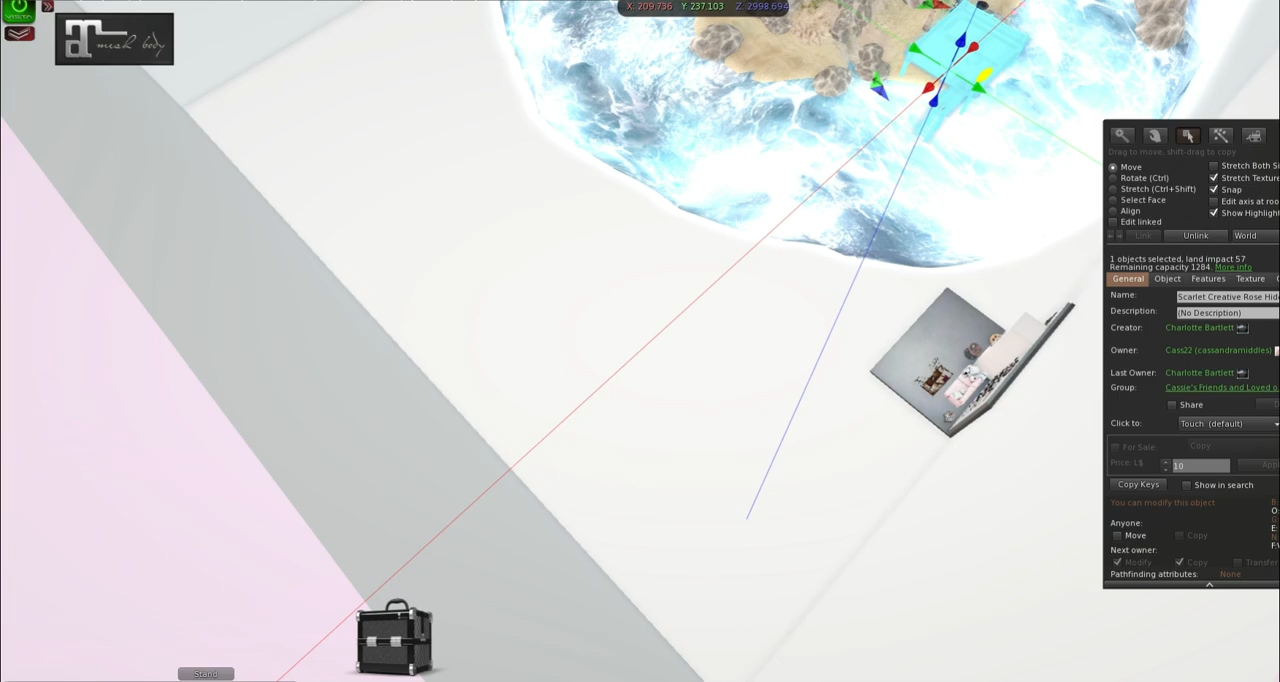 VISTA
mesh body
X: 209.736 Y: 237.103 Z: 2998.694
Drag to move, shift-drag to copy
Move
Rotate (Ctrl)
Stretch (Ctrl+Shift)
Select Face
Align
Edit linked
Stretch Both Si
Stretch Texture
Snap
Edit axis at roo
Show Highlight
Link Unlink World
1 objects selected, land impact 57
Remaining capacity 1284. More info
General Object Features Texture
Name: Scarlet Creative Rose Hid
Description: (No Description)
Creator: Charlotte Bartlett
Owner: Cass22 (cassandramiddles)
Last Owner: Charlotte Bartlett
Group: Cassie's Friends and Loved o
Share
Click to: Touch (default)
For Sale: Copy
Price: L$ 10 App
Copy Keys Show in search
You can modify this object
Anyone:
Move Copy
Next owner:
Modify Copy Transfer
Pathfinding attributes: None
Stand